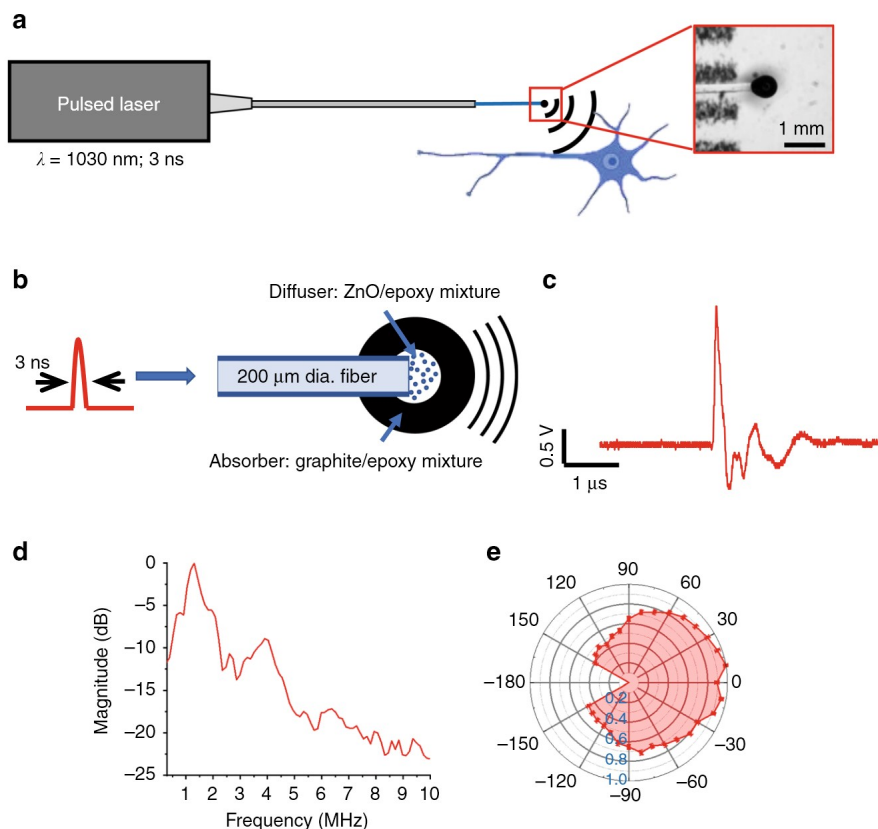 a
Pulsed laser
λ = 1030 nm; 3 ns
1 mm
b
Diffuser: ZnO/epoxy mixture
3 ns
200 μm dia. fiber
Absorber: graphite/epoxy mixture
c
0.5 V
1 μs
d
Magnitude (dB)
0
−5
−10
−15
−20
−25
1 2 3 4 5 6 7 8 9 10
Frequency (MHz)
e
90
120 60
150 30
−180 0
0.2
0.4
0.6
0.8
1.0
−150 −30
−120 −60
−90